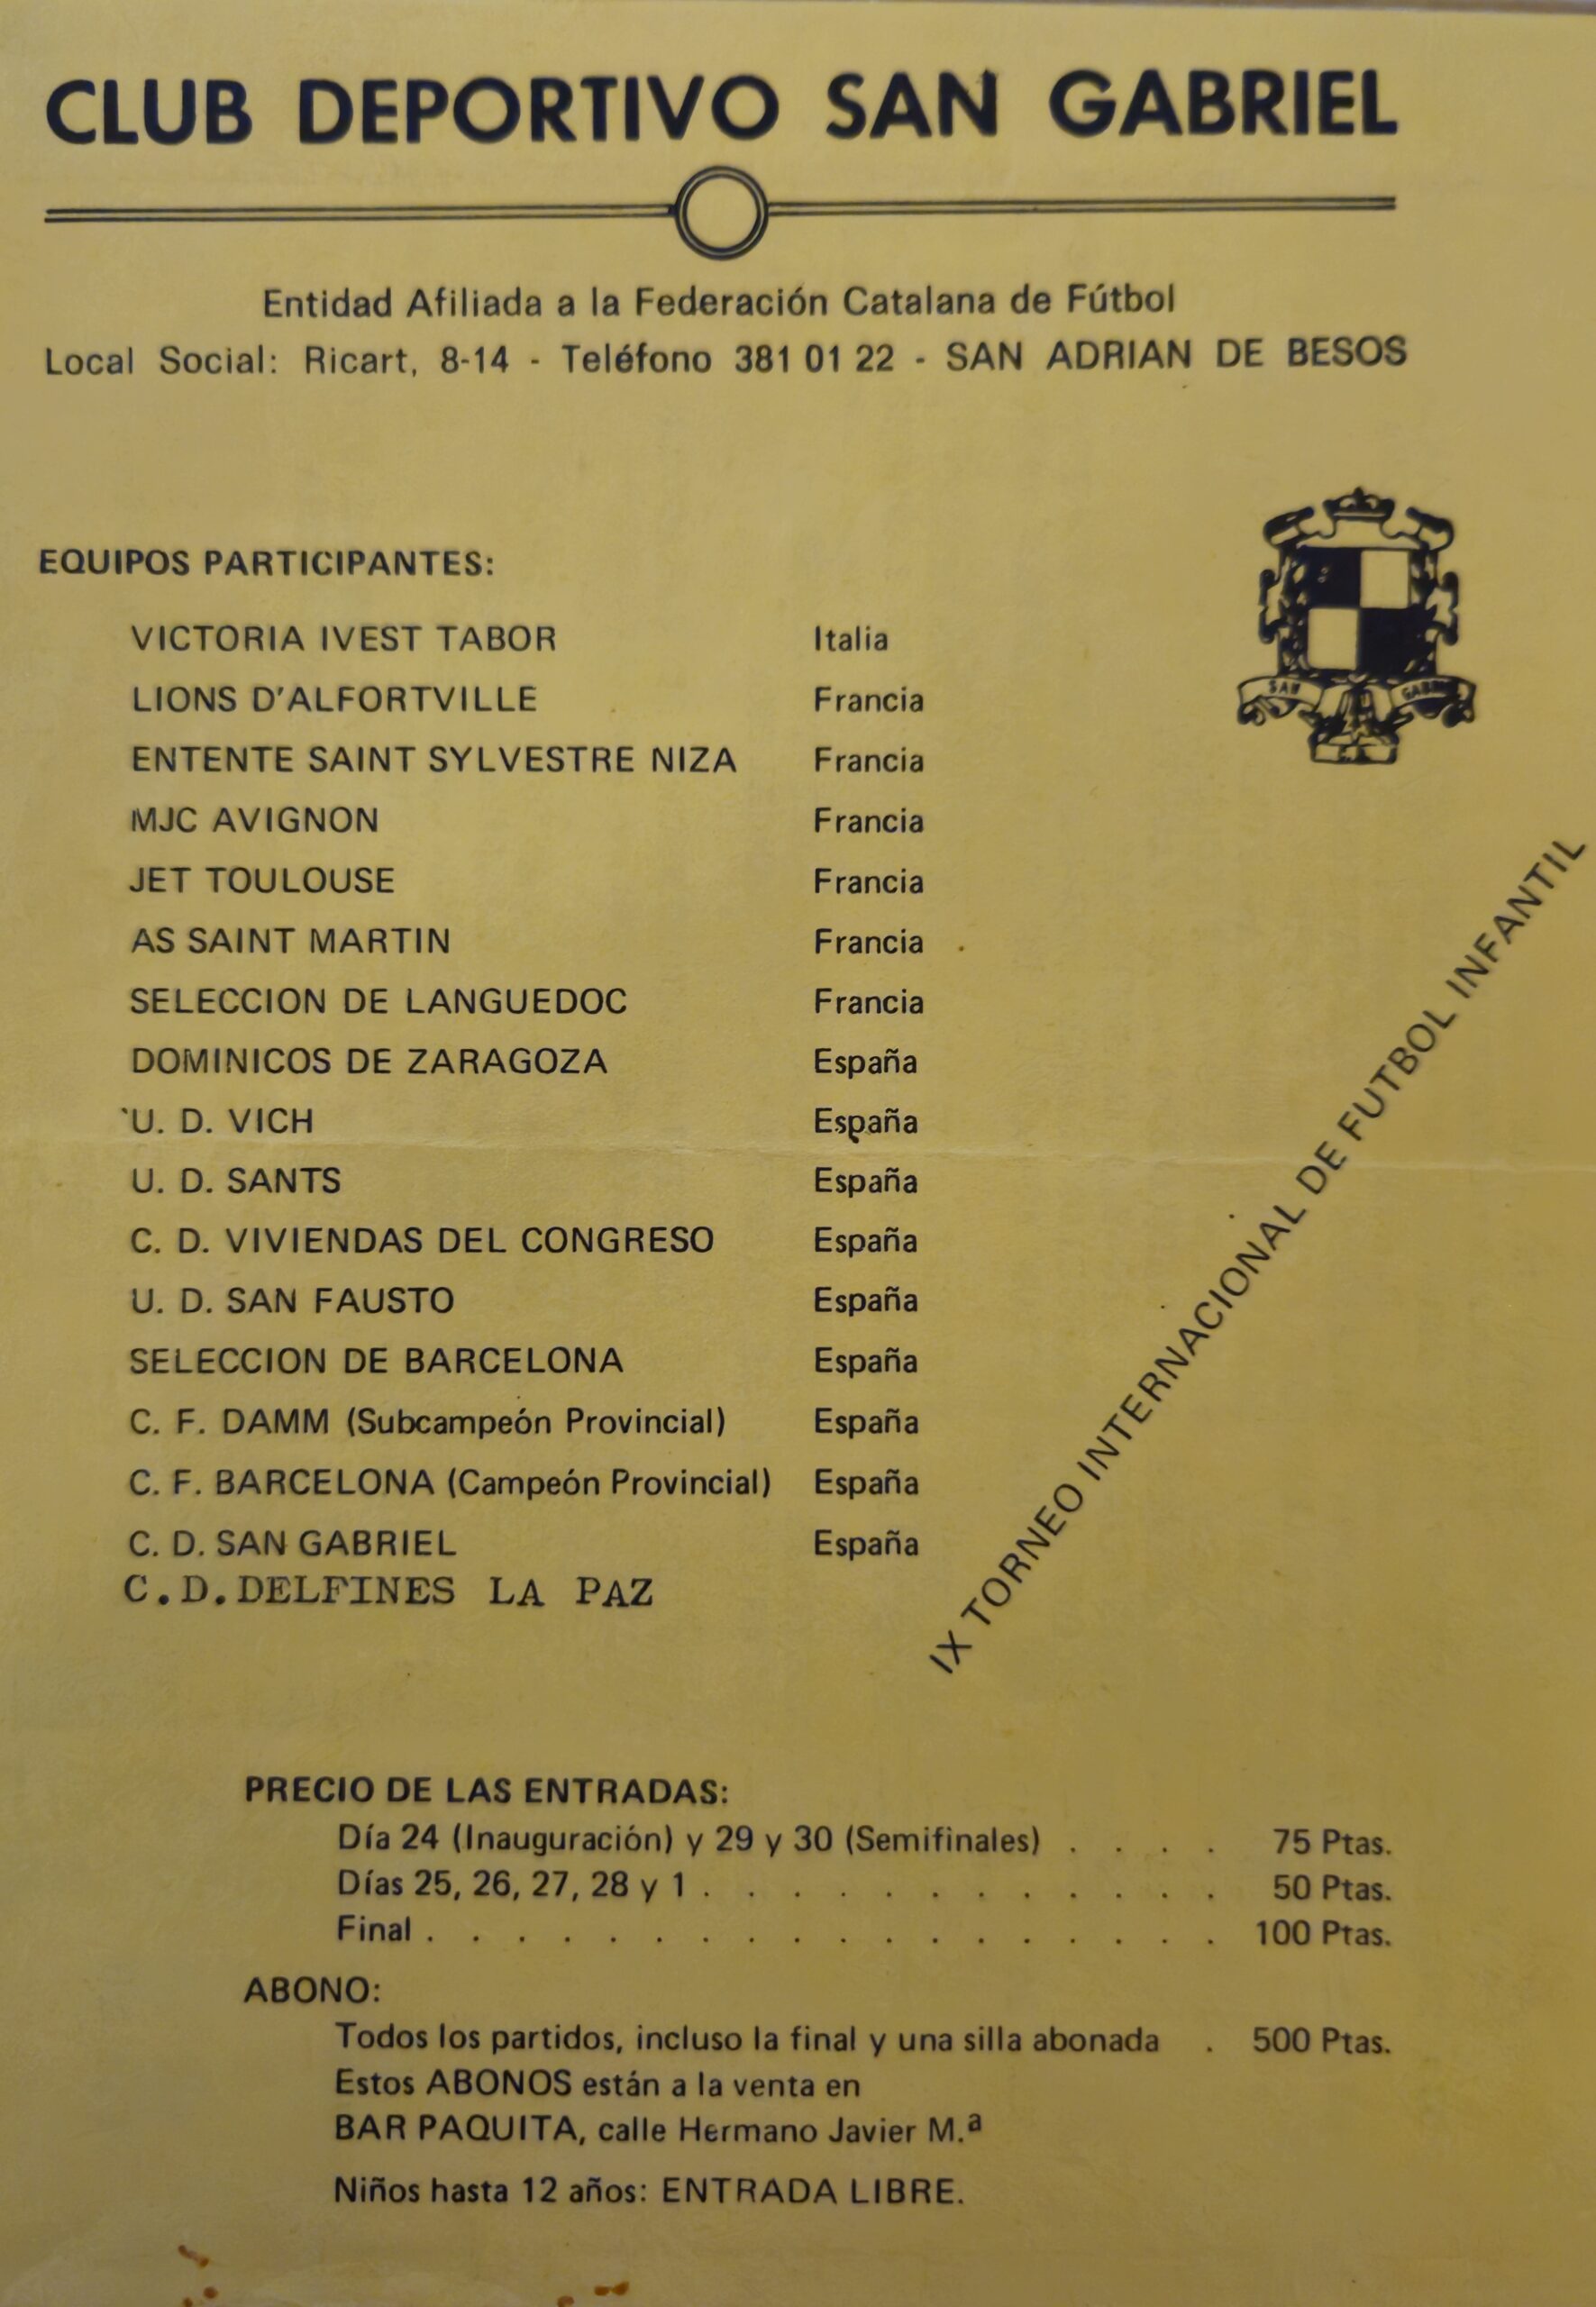 CLUB DEPORTIVO SAN GABRIEL
Entidad Afiliada a la Federación Catalana de Fútbol
Local Social: Ricart, 8-14 - Teléfono 381 01 22 - SAN ADRIAN DE BESOS
EQUIPOS PARTICIPANTES:
VICTORIA IVEST TABOR Italia
LIONS D'ALFORTVILLE Francia
ENTENTE SAINT SYLVESTRE NIZA Francia
MJC AVIGNON Francia
JET TOULOUSE Francia
AS SAINT MARTIN Francia
SELECCION DE LANGUEDOC Francia
DOMINICOS DE ZARAGOZA España
U. D. VICH España
U. D. SANTS España
C. D. VIVIENDAS DEL CONGRESO España
U. D. SAN FAUSTO España
SELECCION DE BARCELONA España
C. F. DAMM (Subcampeón Provincial) España
C. F. BARCELONA (Campeón Provincial) España
C. D. SAN GABRIEL España
C.D.DELFINES LA PAZ
SAN GABRIEL
IX TORNEO INTERNACIONAL DE FUTBOL INFANTIL
PRECIO DE LAS ENTRADAS:
Día 24 (Inauguración) y 29 y 30 (Semifinales) . . . . 75 Ptas.
Días 25, 26, 27, 28 y 1 . . . . . . . . . . . . 50 Ptas.
Final . . . . . . . . . . . . . . . . . . 100 Ptas.
ABONO:
Todos los partidos, incluso la final y una silla abonada . 500 Ptas.
Estos ABONOS están a la venta en
BAR PAQUITA, calle Hermano Javier M.ª
Niños hasta 12 años: ENTRADA LIBRE.